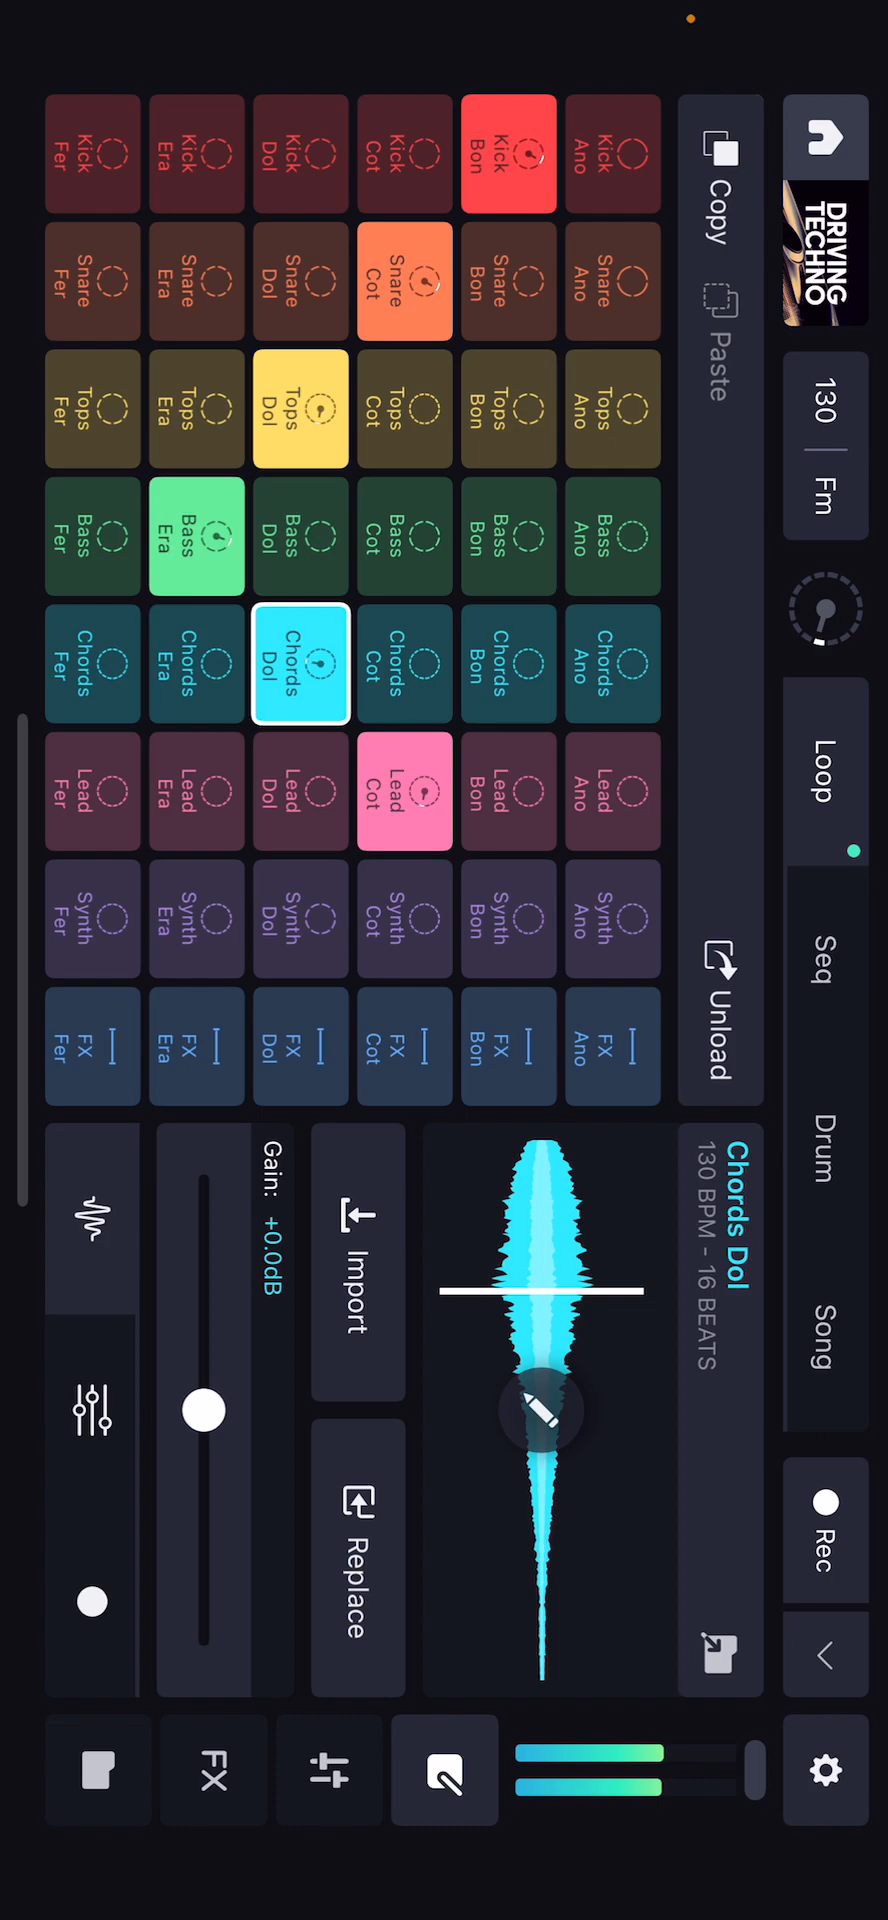 DRIVING
TECHNO
130
Fm
Loop
Seq
Drum
Song
Rec
Copy
Paste
Unload
Chords Dol
130 BPM - 16 BEATS
Kick
Ano
Snare
Ano
Tops
Ano
Bass
Ano
Chords
Ano
Lead
Ano
Synth
Ano
FX
Ano
Kick
Bon
Snare
Bon
Tops
Bon
Bass
Bon
Chords
Bon
Lead
Bon
Synth
Bon
FX
Bon
Kick
Cot
Snare
Cot
Tops
Cot
Bass
Cot
Chords
Cot
Lead
Cot
Synth
Cot
FX
Cot
Kick
Dol
Snare
Dol
Tops
Dol
Bass
Dol
Chords
Dol
Lead
Dol
Synth
Dol
FX
Dol
Kick
Era
Snare
Era
Tops
Era
Bass
Era
Chords
Era
Lead
Era
Synth
Era
FX
Era
Kick
Fer
Snare
Fer
Tops
Fer
Bass
Fer
Chords
Fer
Lead
Fer
Synth
Fer
FX
Fer
Import
Replace
Gain: +0.0dB
FX